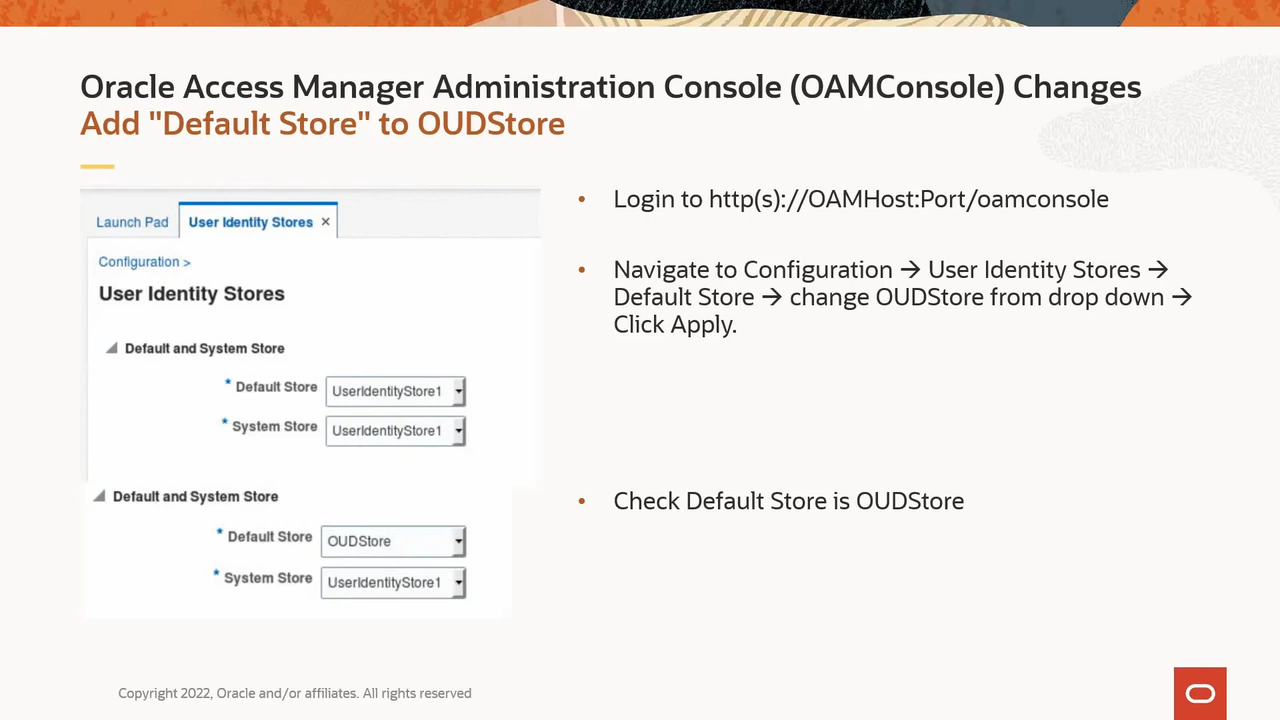 Oracle Access Manager Administration Console (OAMConsole) Changes
Add "Default Store" to OUDStore
Launch Pad
User Identity Stores ×
Configuration >
User Identity Stores
Default and System Store
* Default Store UserIdentityStore1
* System Store UserIdentityStore1
Default and System Store
* Default Store OUDStore
* System Store UserIdentityStore1
• Login to http(s)://OAMHost:Port/oamconsole
• Navigate to Configuration → User Identity Stores →
Default Store → change OUDStore from drop down →
Click Apply.
• Check Default Store is OUDStore
Copyright 2022, Oracle and/or affiliates. All rights reserved